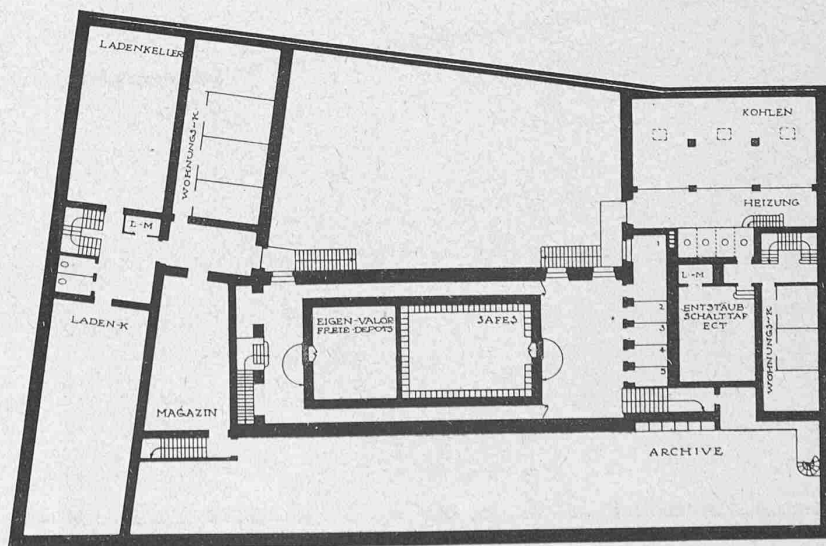 LADENKELLER
WOHNUNGS-K
KOHLEN
HEIZUNG
L-M
1
L-M
LADEN-K
EIGEN-VALOR
FREIE-DEPOTS
SAFES
2
3
4
5
ENTSTÄUB
SCHALTTAF
ECT
WOHNUNGS-K
MAGAZIN
ARCHIVE